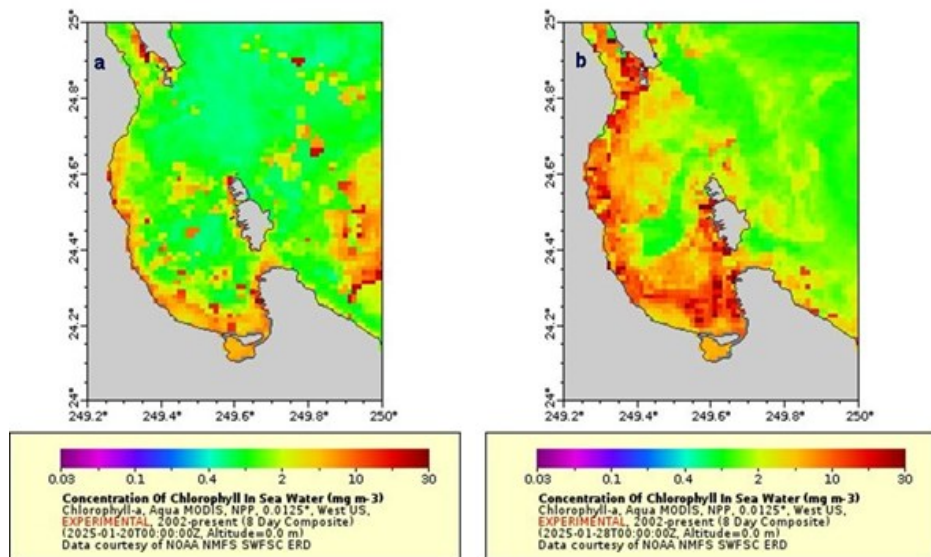 a
25°
24.8°
24.6°
24.4°
24.2°
24°
249.2° 249.4° 249.6° 249.8° 250°
0.03 0.1 0.4 2 10 30
Concentration Of Chlorophyll In Sea Water (mg m-3)
Chlorophyll-a, Aqua MODIS, NPP, 0.0125°, West US,
EXPERIMENTAL, 2002-present (8 Day Composite)
(2025-01-20T00:00:00Z, Altitude=0.0 m)
Data courtesy of NOAA NMFS SWFSC ERD
b
25°
24.8°
24.6°
24.4°
24.2°
24°
249.2° 249.4° 249.6° 249.8° 250°
0.03 0.1 0.4 2 10 30
Concentration Of Chlorophyll In Sea Water (mg m-3)
Chlorophyll-a, Aqua MODIS, NPP, 0.0125°, West US,
EXPERIMENTAL, 2002-present (8 Day Composite)
(2025-01-28T00:00:00Z, Altitude=0.0 m)
Data courtesy of NOAA NMFS SWFSC ERD